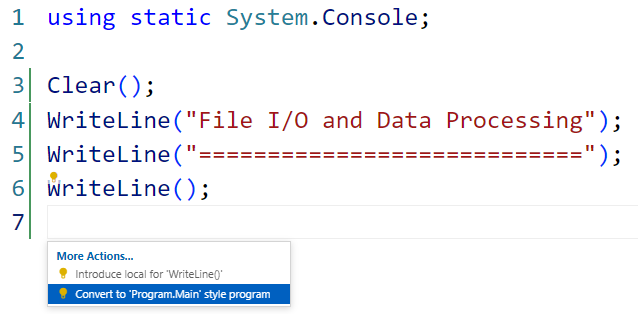 1 using static System.Console;
2
3 Clear();
4 WriteLine("File I/O and Data Processing");
5 WriteLine("============================");
6 WriteLine();
7
More Actions...
Introduce local for 'WriteLine()'
Convert to 'Program.Main' style program